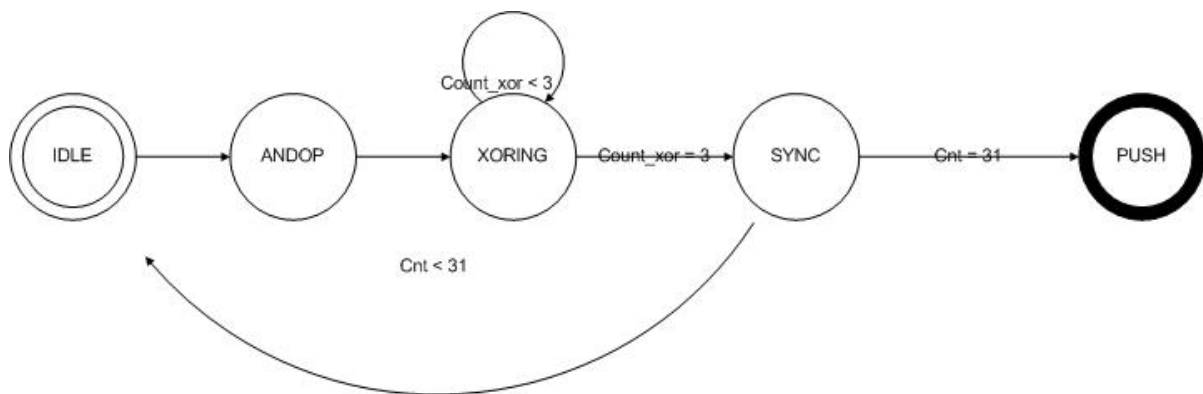 Count_xor < 3
IDLE
ANDOP
XORING
Count_xor = 3
SYNC
Cnt = 31
PUSH
Cnt < 31